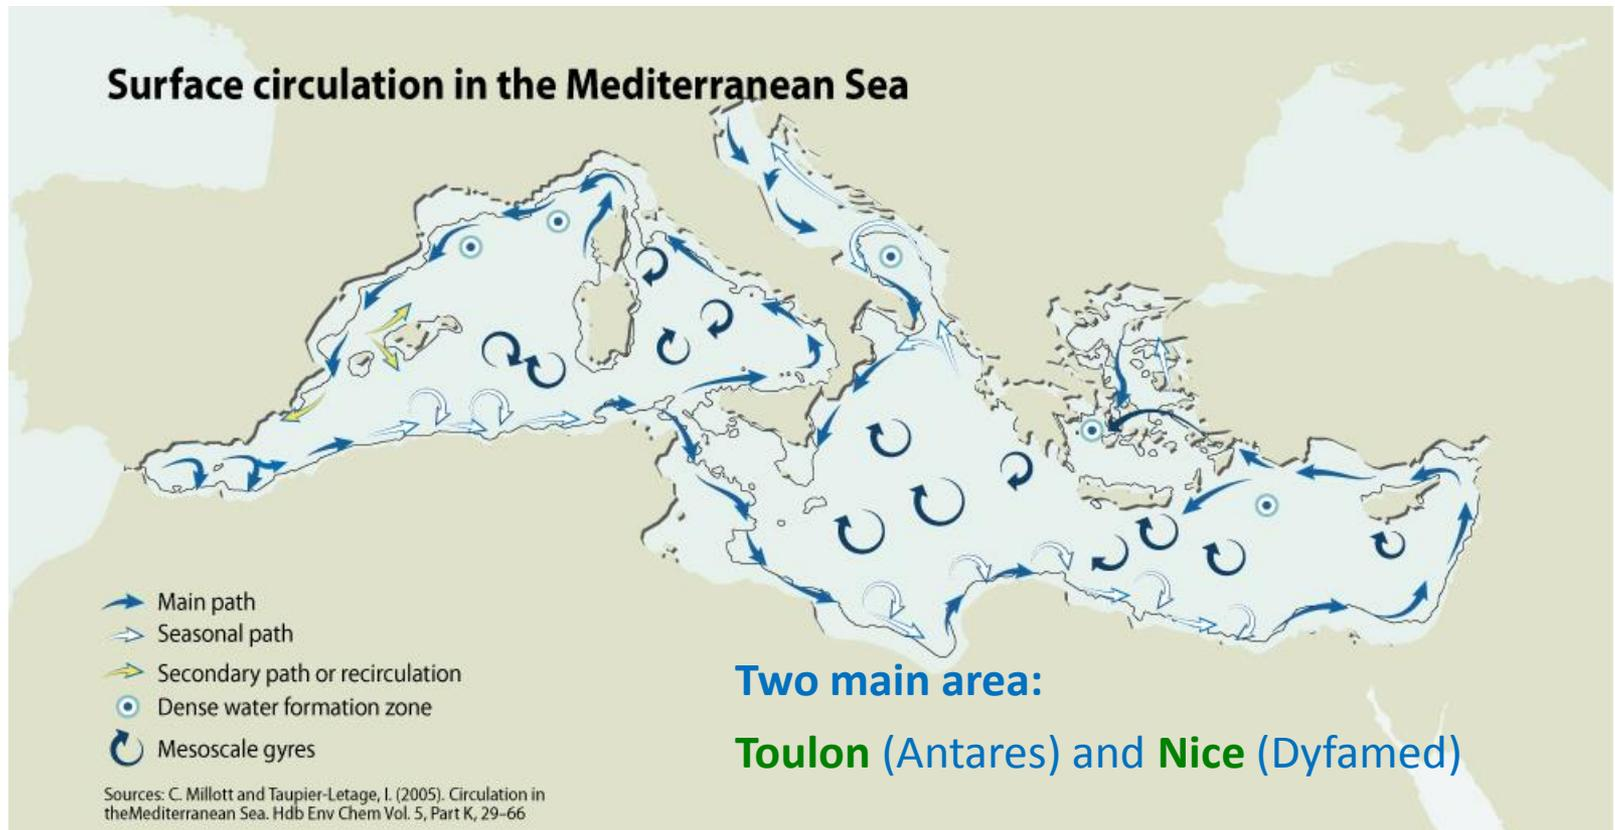 Surface circulation in the Mediterranean Sea
Main path
Seasonal path
Secondary path or recirculation
Dense water formation zone
Mesoscale gyres
Sources: C. Millott and Taupier-Letage, I. (2005). Circulation in
theMediterranean Sea. Hdb Env Chem Vol. 5, Part K, 29–66
Two main area:
Toulon (Antares) and Nice (Dyfamed)